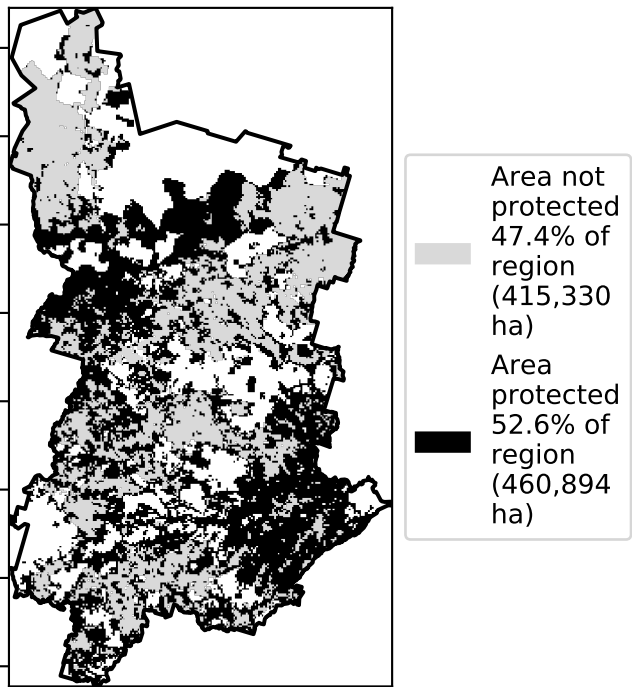 Area not
protected
47.4% of
region
(415,330
ha)
Area
protected
52.6% of
region
(460,894
ha)